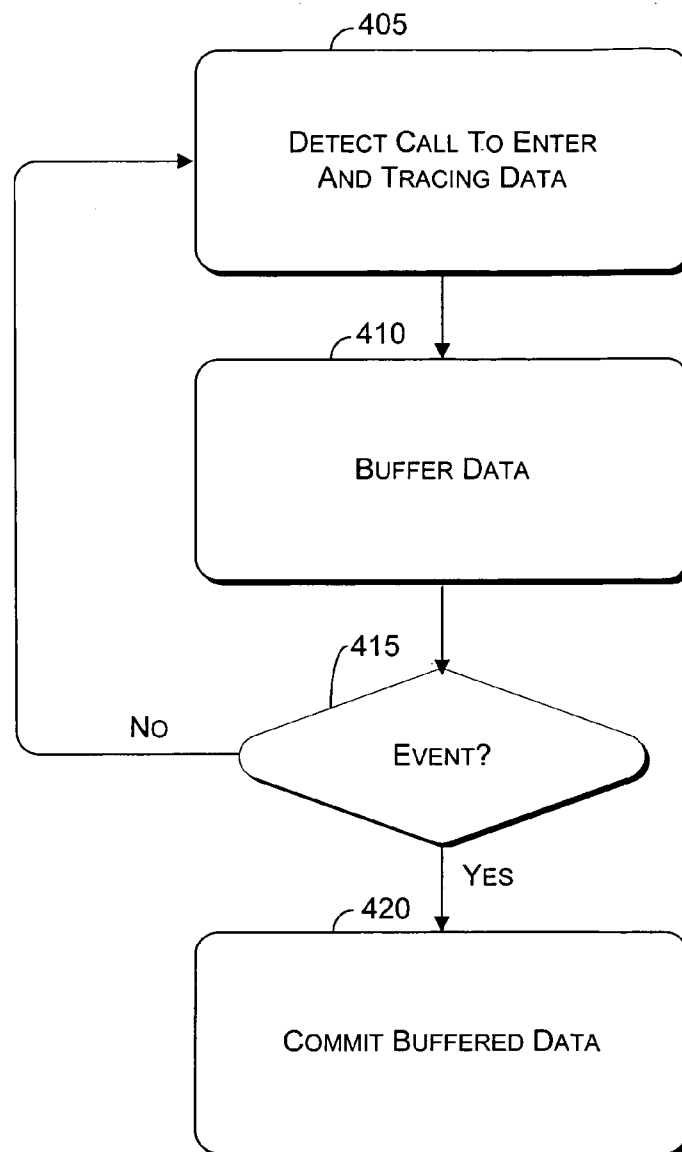 405
DETECT CALL TO ENTER
AND TRACING DATA
410
BUFFER DATA
415
NO
EVENT?
YES
420
COMMIT BUFFERED DATA